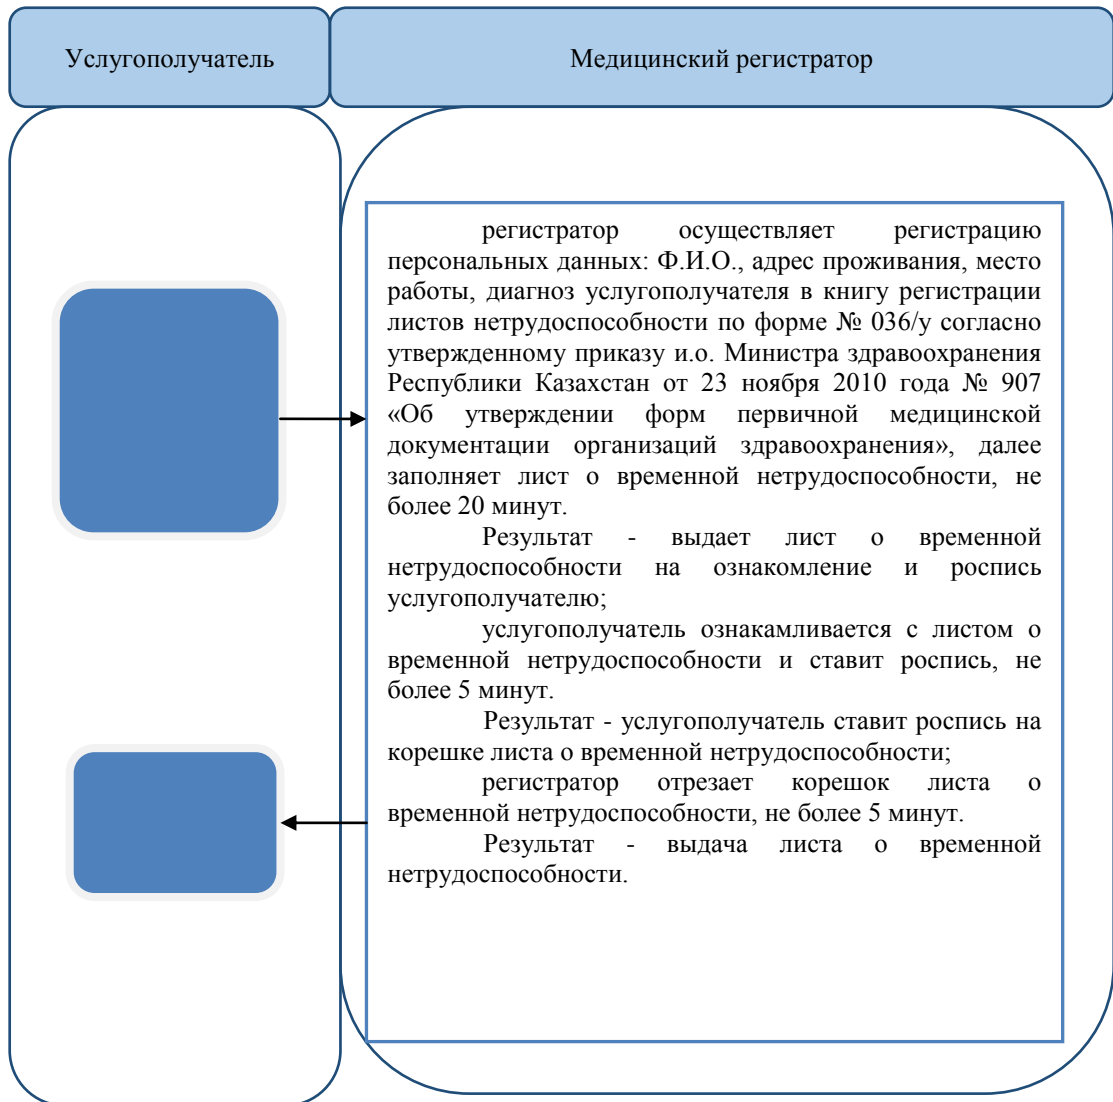 Услугополучатель
Медицинский регистратор
регистратор осуществляет регистрацию
персональных данных: Ф.И.О., адрес проживания, место
работы, диагноз услугополучателя в книгу регистрации
листов нетрудоспособности по форме № 036/у согласно
утвержденному приказу и.о. Министра здравоохранения
Республики Казахстан от 23 ноября 2010 года № 907
«Об утверждении форм первичной медицинской
документации организаций здравоохранения», далее
заполняет лист о временной нетрудоспособности, не
более 20 минут.
Результат - выдает лист о временной
нетрудоспособности на ознакомление и роспись
услугополучателю;
услугополучатель ознакамливается с листом о
временной нетрудоспособности и ставит роспись, не
более 5 минут.
Результат - услугополучатель ставит роспись на
корешке листа о временной нетрудоспособности;
регистратор отрезает корешок листа о
временной нетрудоспособности, не более 5 минут.
Результат - выдача листа о временной
нетрудоспособности.